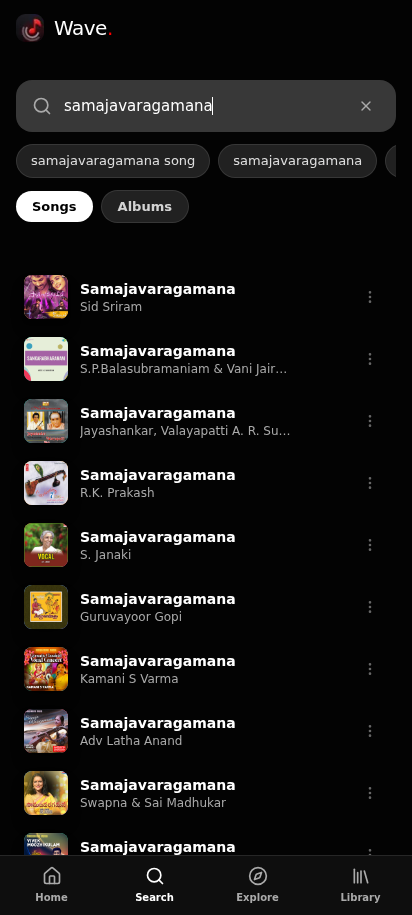 Wave.
samajavaragamana
samajavaragamana song
samajavaragamana
Songs
Albums
Samajavaragamana
Sid Sriram
Samajavaragamana
S.P.Balasubramaniam & Vani Jair...
Samajavaragamana
Jayashankar, Valayapatti A. R. Su...
Samajavaragamana
R.K. Prakash
Samajavaragamana
S. Janaki
VOCAL
Samajavaragamana
Guruvayoor Gopi
Samajavaragamana
Kamani S Varma
Samajavaragamana
Adv Latha Anand
Samajavaragamana
Swapna & Sai Madhukar
Samajavaragamana
Home
Search
Explore
Library